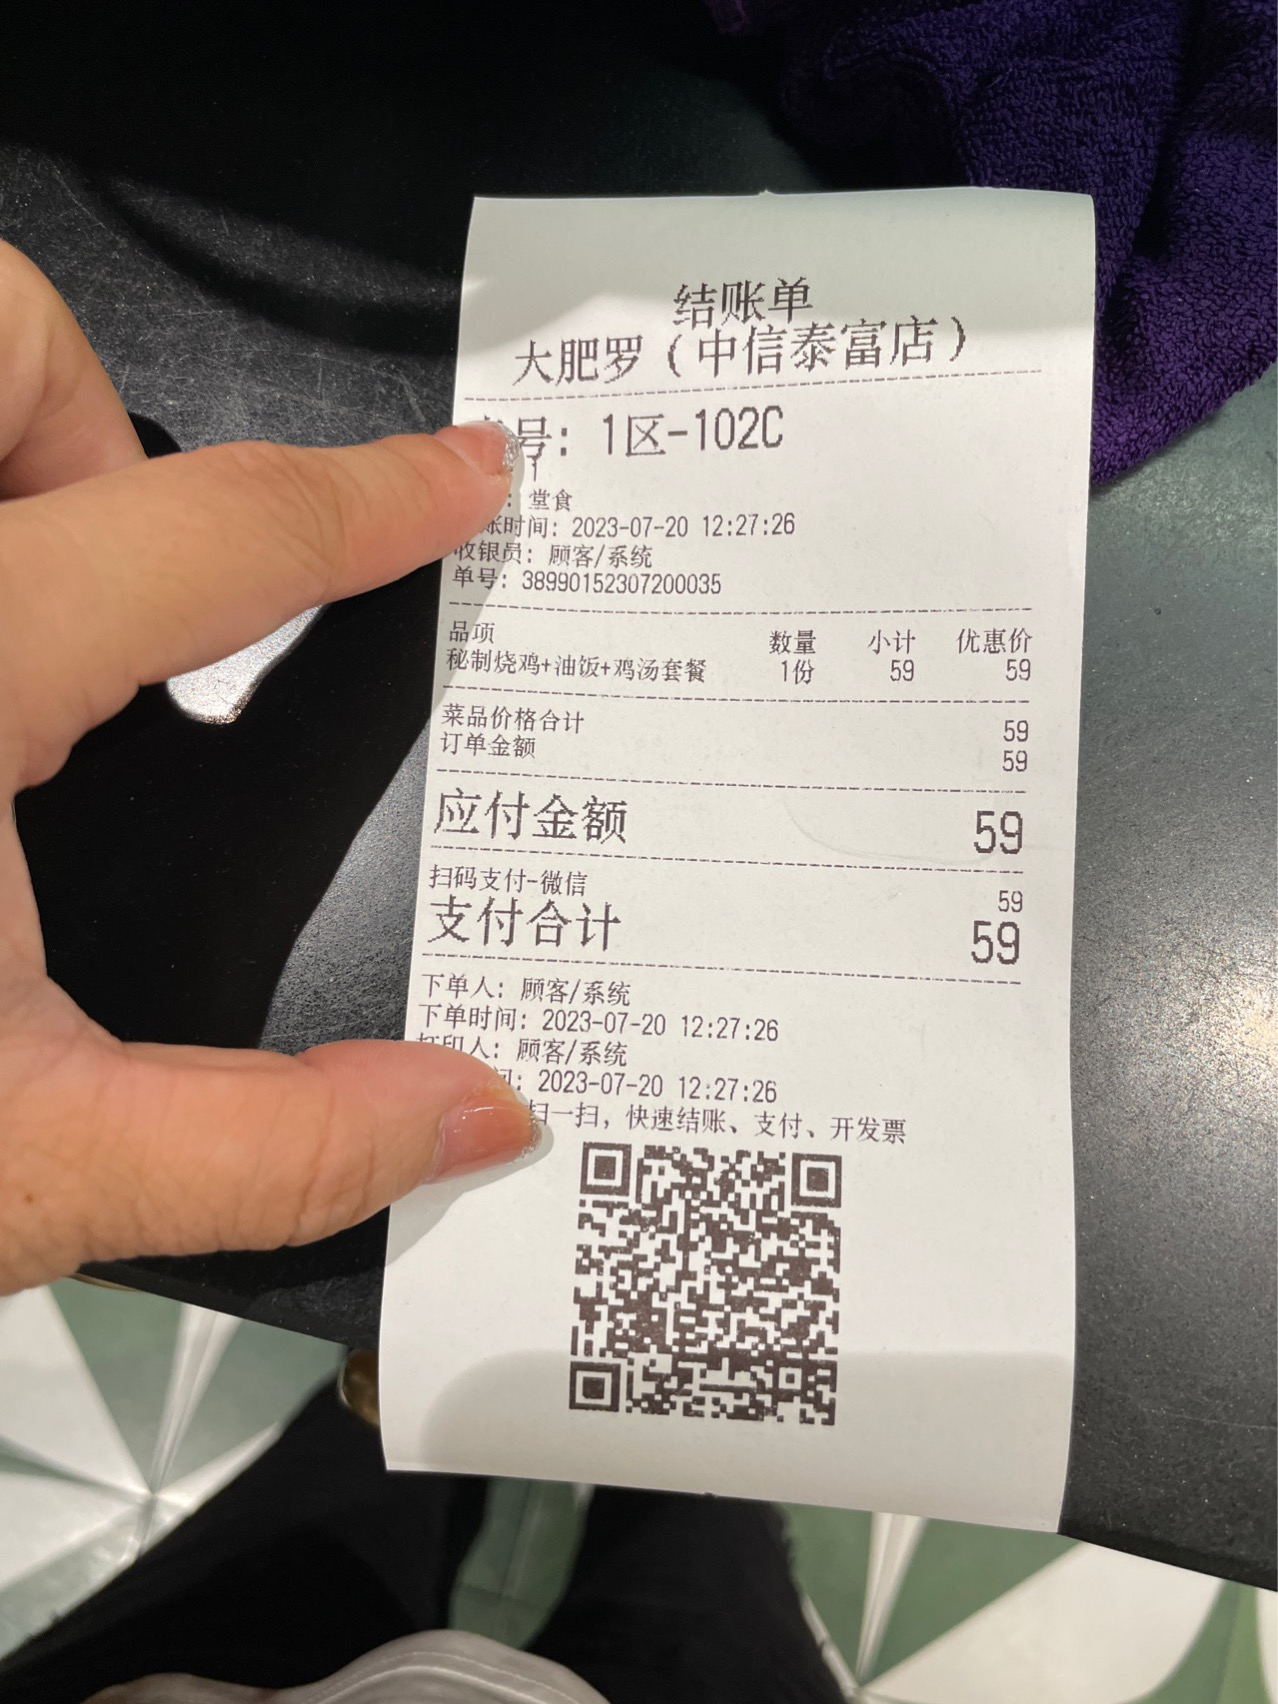 结账单
大肥罗（中信泰富店）
号：1区-102C
1
：堂食
账时间：2023-07-20 12:27:26
收银员：顾客/系统
单号：38990152307200035
品项 数量 小计 优惠价
秘制烧鸡+油饭+鸡汤套餐 1份 59 59
菜品价格合计 59
订单金额 59
应付金额 59
扫码支付-微信 59
支付合计 59
下单人：顾客/系统
下单时间：2023-07-20 12:27:26
打印人：顾客/系统
间：2023-07-20 12:27:26
扫一扫，快速结账、支付、开发票